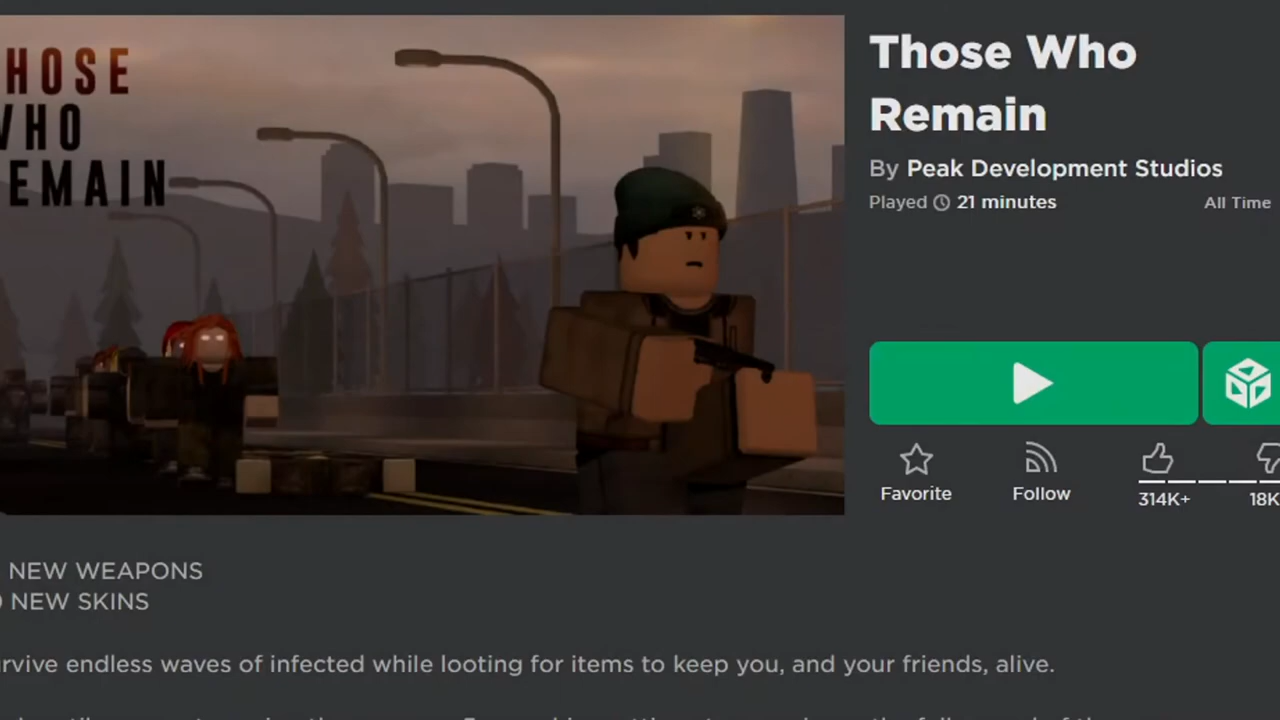 HOSE
WHO
EMAIN
Those Who
Remain
By Peak Development Studios
Played 21 minutes
All Time
Favorite
Follow
314K+
18K
NEW WEAPONS
NEW SKINS
rvive endless waves of infected while looting for items to keep you, and your friends, alive.